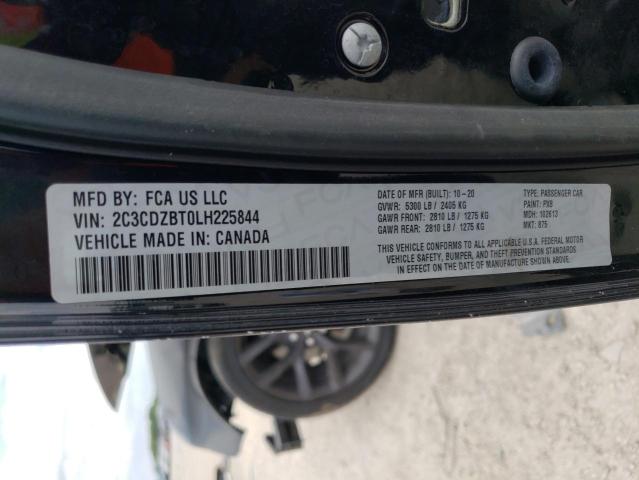 MFD BY: FCA US LLC
VIN: 2C3CDZBT0LH225844
VEHICLE MADE IN: CANADA
DATE OF MFR (BUILT): 10-20
GVWR: 5300 LB / 2405 KG
GAWR FRONT: 2810 LB / 1275 KG
GAWR REAR: 2810 LB / 1275 KG
TYPE: PASSENGER CAR
PAINT: PX8
MDH: 102613
MKT: 875
THIS VEHICLE CONFORMS TO ALL APPLICABLE U.S.A. FEDERAL MOTOR
VEHICLE SAFETY, BUMPER, AND THEFT PREVENTION STANDARDS
IN EFFECT ON THE DATE OF MANUFACTURE SHOWN ABOVE.